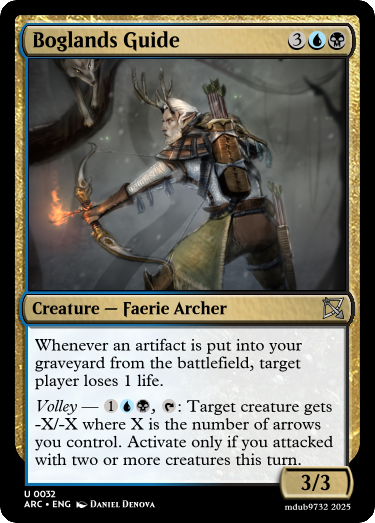 Boglands Guide 3
Creature — Faerie Archer
Whenever an artifact is put into your
graveyard from the battlefield, target
player loses 1 life.
Volley — 1, : Target creature gets
-X/-X where X is the number of arrows
you control. Activate only if you attacked
with two or more creatures this turn.
3/3
U 0032
ARC • ENG Daniel Denova
mdub9732 2025